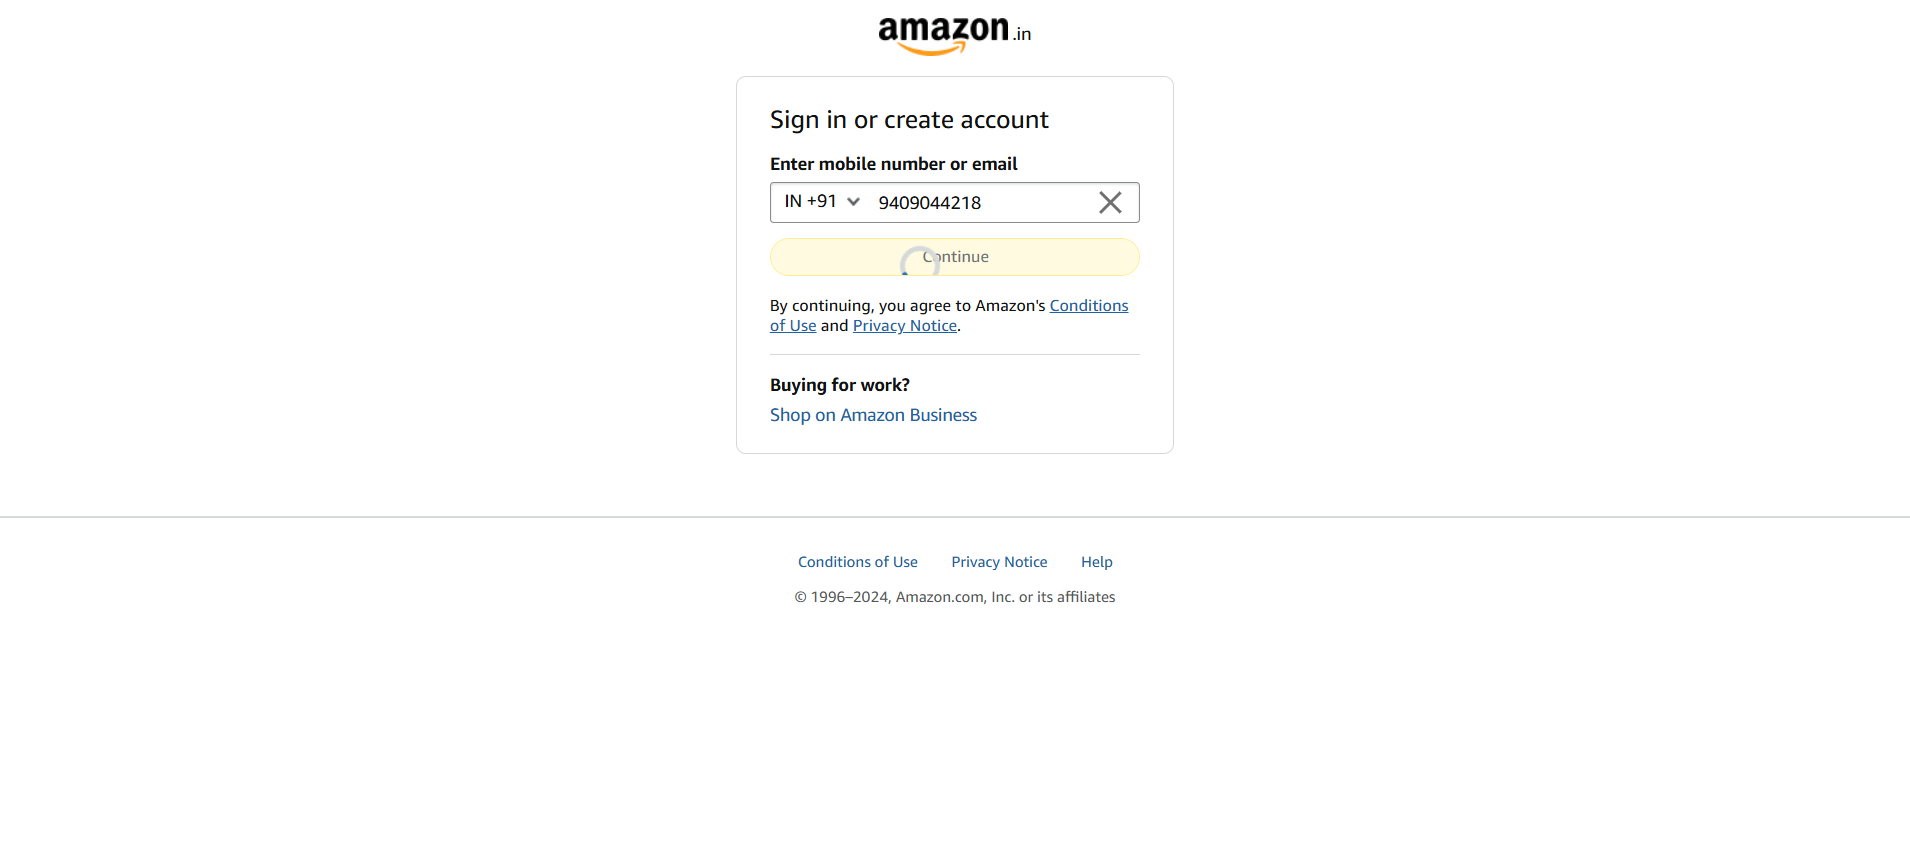 amazon.in
Sign in or create account
Enter mobile number or email
IN +91 9409044218
Continue
By continuing, you agree to Amazon's Conditions
of Use and Privacy Notice.
Buying for work?
Shop on Amazon Business
Conditions of Use Privacy Notice Help
© 1996–2024, Amazon.com, Inc. or its affiliates